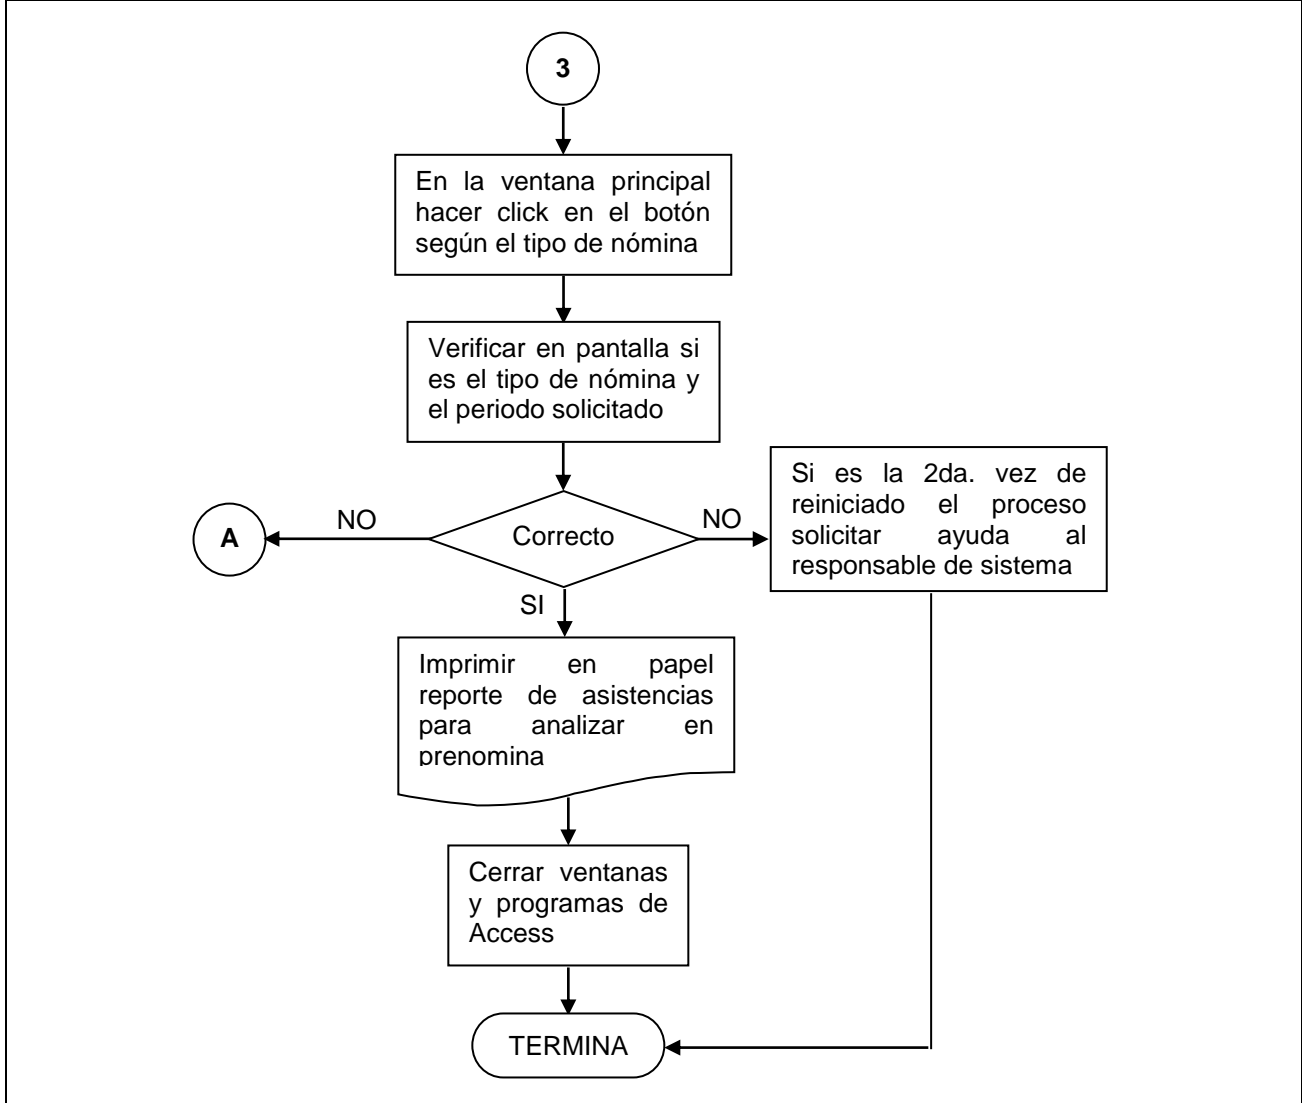 3
En la ventana principal
hacer click en el botón
según el tipo de nómina
Verificar en pantalla si
es el tipo de nómina y
el periodo solicitado
Si es la 2da. vez de
reiniciado el proceso
solicitar ayuda al
responsable de sistema
A
NO
Correcto
NO
SI
Imprimir en papel
reporte de asistencias
para analizar en
prenomina
Cerrar ventanas
y programas de
Access
TERMINA